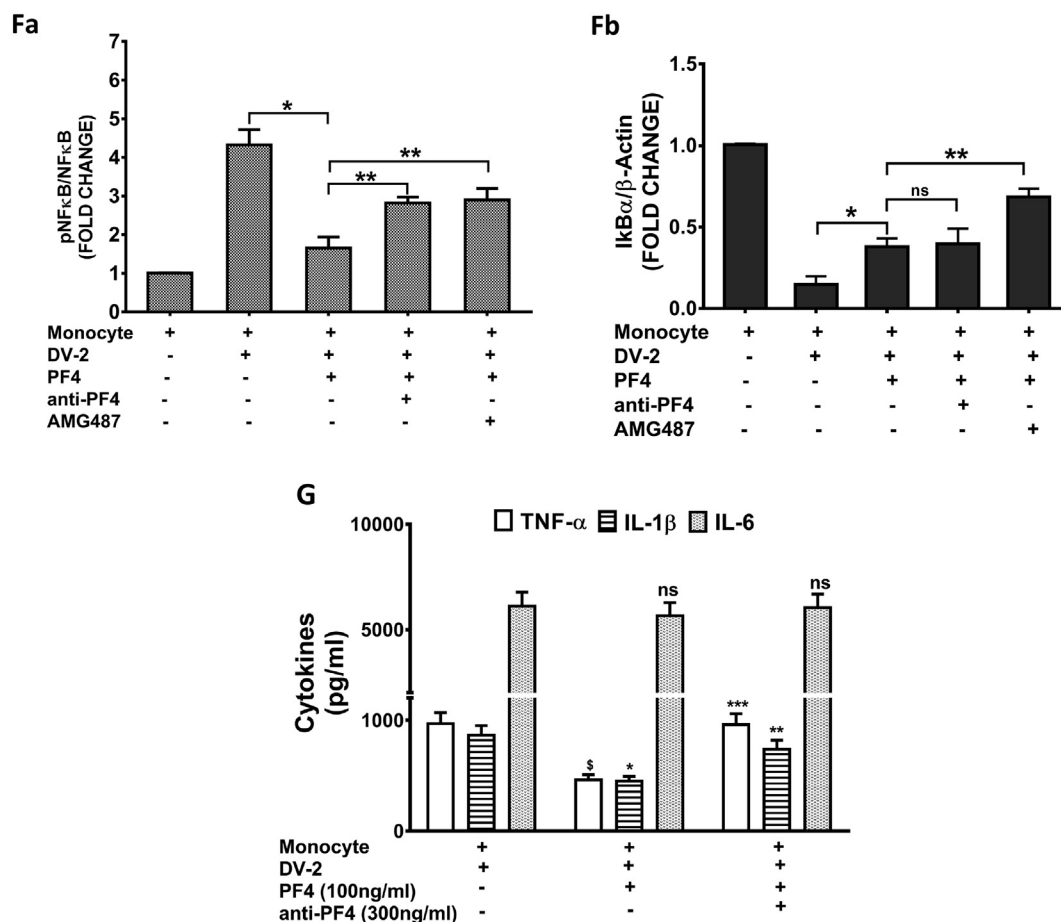 Fa
pNFκB/NFκB
(FOLD CHANGE)
7
6
5
4
3
2
1
0
*
**
**
Monocyte + + + + +
DV-2 - + + + +
PF4 - - + + +
anti-PF4 - - - + -
AMG487 - - - - +
Fb
IkBα/β-Actin
(FOLD CHANGE)
1.5
1.0
0.5
0.0
**
ns
*
Monocyte + + + + +
DV-2 - + + + +
PF4 - - + + +
anti-PF4 - - - + -
AMG487 - - - - +
G
TNF-α IL-1β IL-6
Cytokines
(pg/ml)
10000
5000
1000
0
ns ns
$ * *** **
Monocyte + + +
DV-2 + + +
PF4 (100ng/ml) - + +
anti-PF4 (300ng/ml) - - +